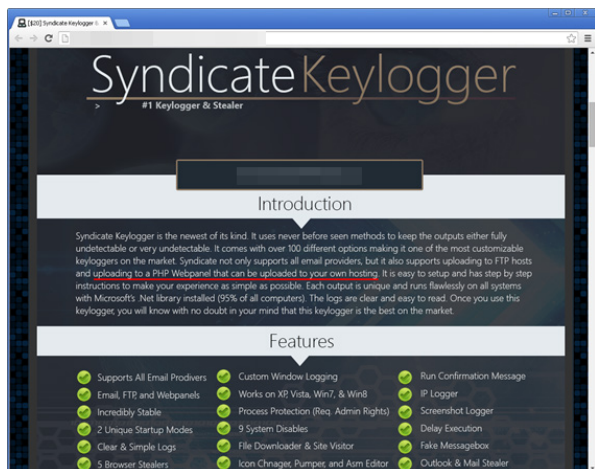 [$20] Syndicate Keylogger &
Syndicate Keylogger
> #1 Keylogger & Stealer
Introduction
Syndicate Keylogger is the newest of its kind. It uses never before seen methods to keep the outputs either fully
undetectable or very undetectable. It comes with over 100 different options making it one of the most customizable
keyloggers on the market. Syndicate not only supports all email providers, but it also supports uploading to FTP hosts
and uploading to a PHP Webpanel that can be uploaded to your own hosting. It is easy to setup and has step by step
instructions to make your experience as simple as possible. Each output is unique and runs flawlessly on all systems
with Microsoft's .Net library installed (95% of all computers). The logs are clear and easy to read. Once you use this
keylogger, you will know with no doubt in your mind that this keylogger is the best on the market.
Features
Supports All Email Prodivers
Custom Window Logging
Run Confirmation Message
Email, FTP, and Webpanels
Works on XP, Vista, Win7, & Win8
IP Logger
Incredibly Stable
Process Protection (Req. Admin Rights)
Screenshot Logger
2 Unique Startup Modes
9 System Disables
Delay Execution
Clear & Simple Logs
File Downloader & Site Visitor
Fake Messagebox
5 Browser Stealers
Icon Chnager, Pumper, and Asm Editor
Outlook & Mail Stealer